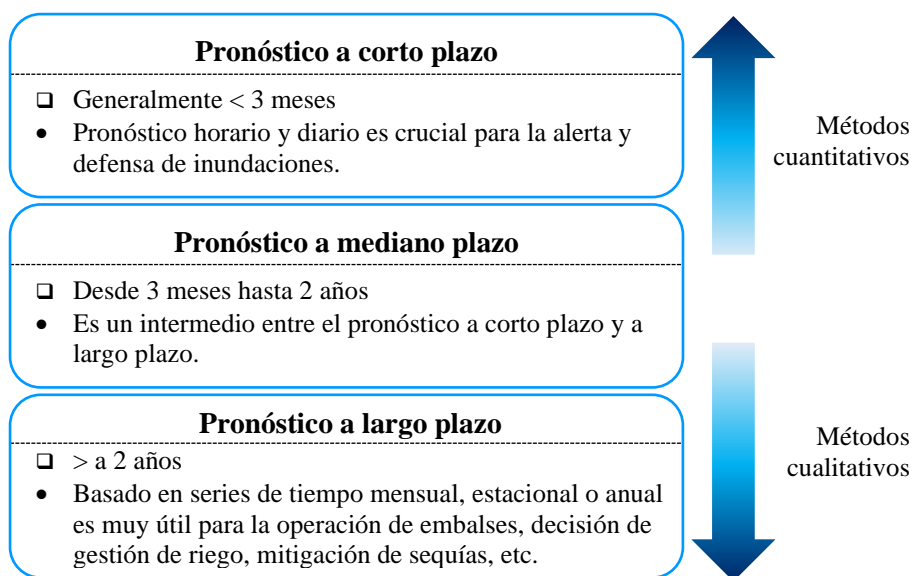 Pronóstico a corto plazo
❑ Generalmente < 3 meses
• Pronóstico horario y diario es crucial para la alerta y
defensa de inundaciones.
Métodos
cuantitativos
Pronóstico a mediano plazo
❑ Desde 3 meses hasta 2 años
• Es un intermedio entre el pronóstico a corto plazo y a
largo plazo.
Pronóstico a largo plazo
❑ > a 2 años
• Basado en series de tiempo mensual, estacional o anual
es muy útil para la operación de embalses, decisión de
gestión de riego, mitigación de sequías, etc.
Métodos
cualitativos